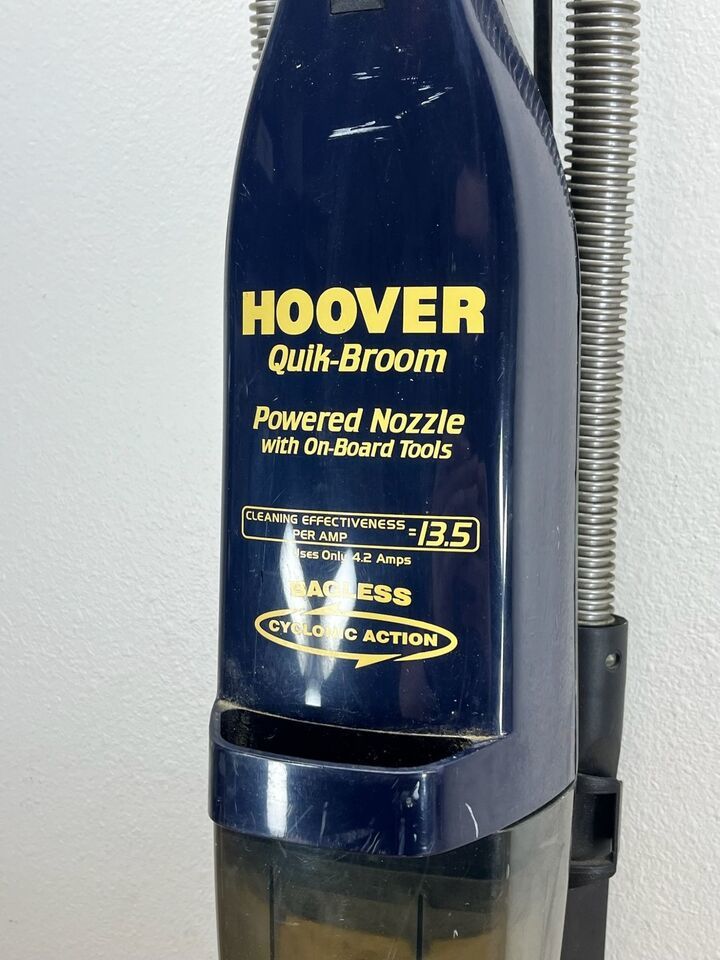 HOOVER
Quik-Broom
Powered Nozzle
with On-Board Tools
CLEANING EFFECTIVENESS
PER AMP
=13.5
Uses Only 4.2 Amps
BAGLESS
CYCLONIC ACTION